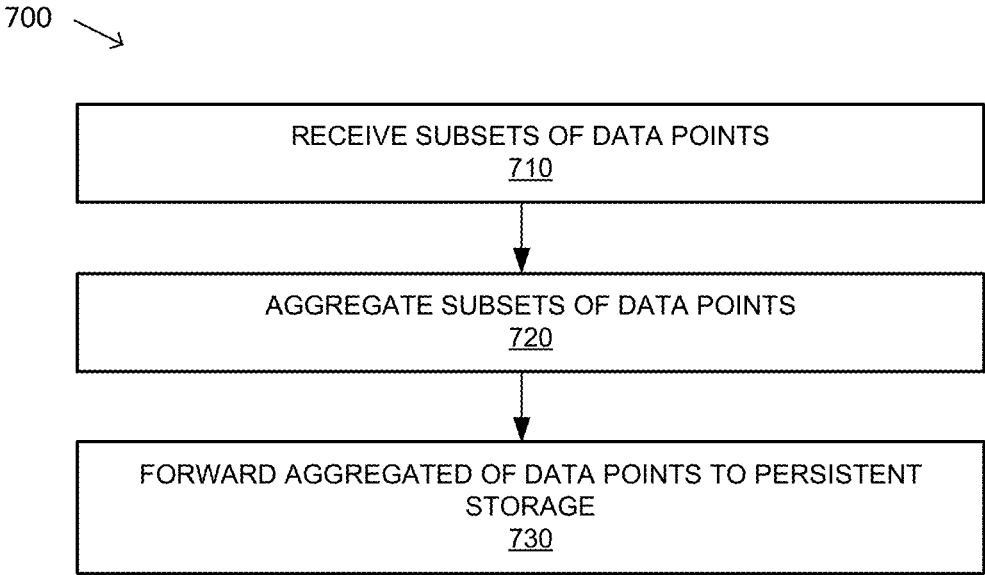 700
RECEIVE SUBSETS OF DATA POINTS
710
AGGREGATE SUBSETS OF DATA POINTS
720
FORWARD AGGREGATED OF DATA POINTS TO PERSISTENT
STORAGE
730